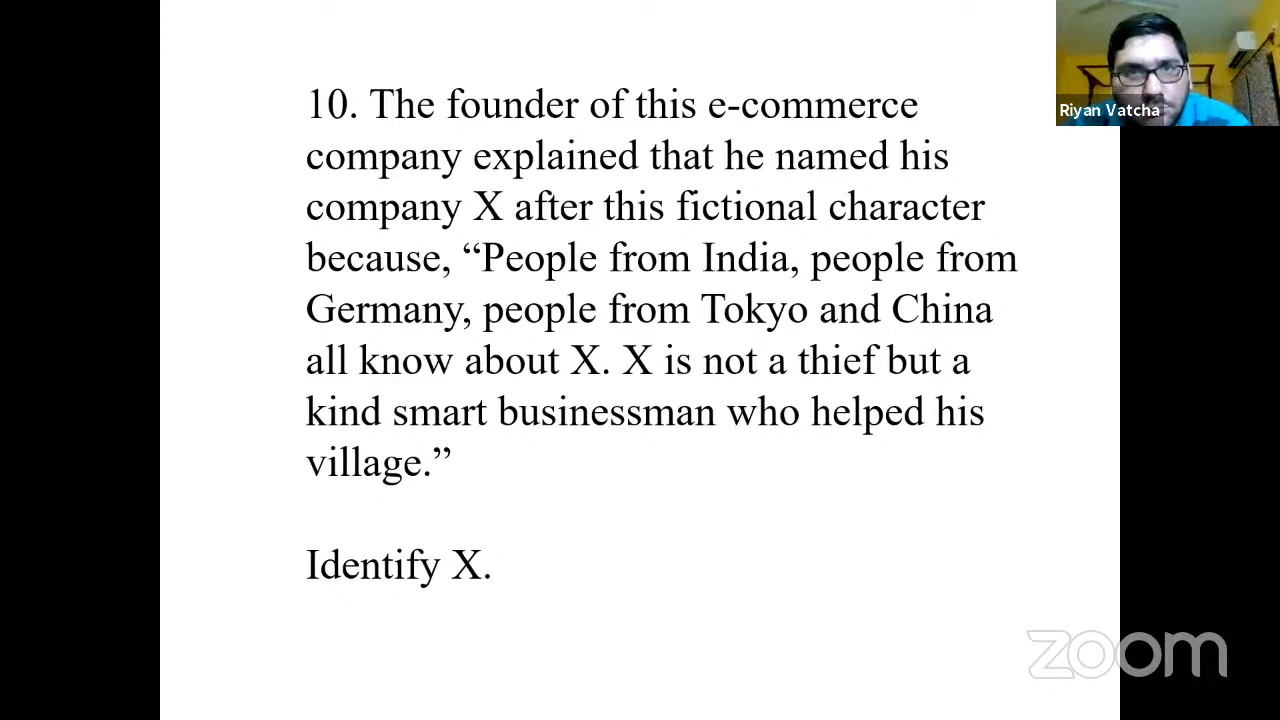 Riyan Vatcha
10. The founder of this e-commerce
company explained that he named his
company X after this fictional character
because, “People from India, people from
Germany, people from Tokyo and China
all know about X. X is not a thief but a
kind smart businessman who helped his
village.”
Identify X.
zoom